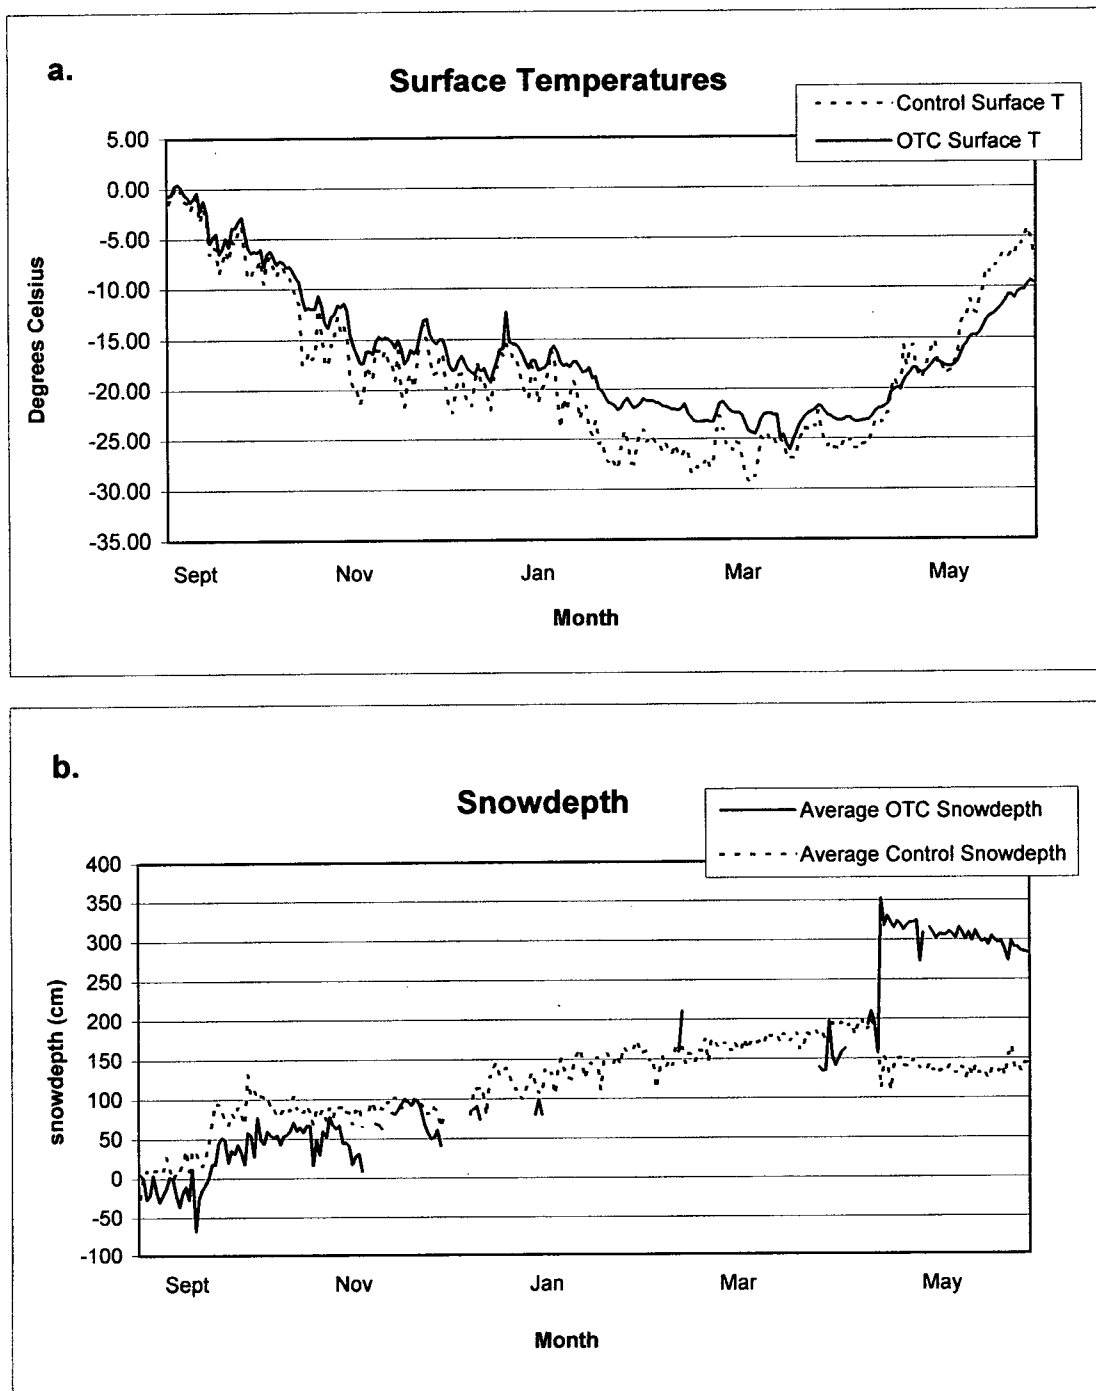 a.
Surface Temperatures
Control Surface T
OTC Surface T
5.00
0.00
-5.00
-10.00
-15.00
-20.00
-25.00
-30.00
-35.00
Degrees Celsius
Sept Nov Jan Mar May
Month
b.
Snowdepth
Average OTC Snowdepth
Average Control Snowdepth
400
350
300
250
200
150
100
50
0
-50
-100
snowdepth (cm)
Sept Nov Jan Mar May
Month